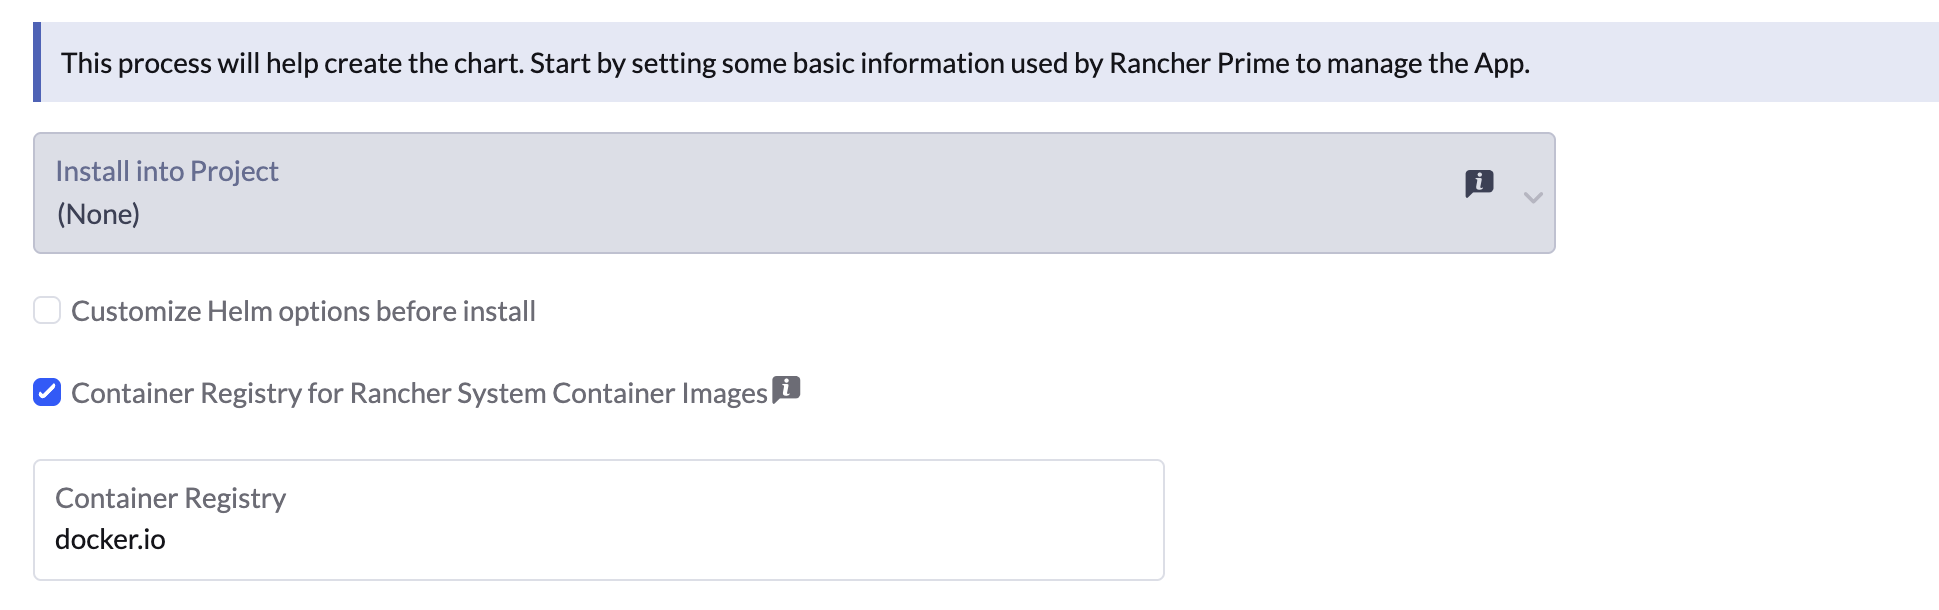 This process will help create the chart. Start by setting some basic information used by Rancher Prime to manage the App.
Install into Project
(None)
Customize Helm options before install
Container Registry for Rancher System Container Images
Container Registry
docker.io